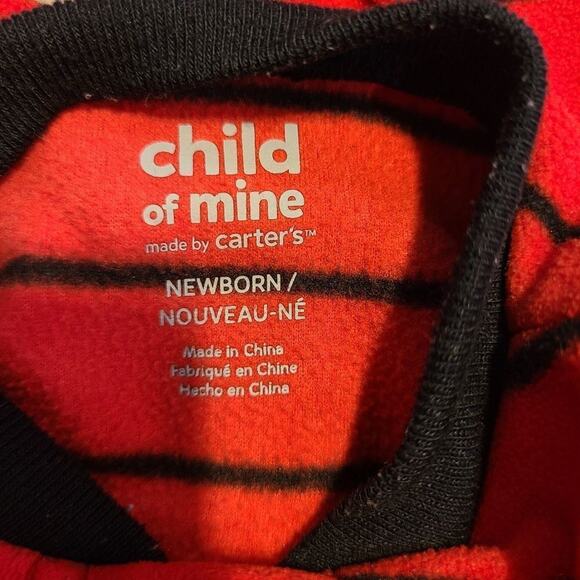 child
of mine
made by carter's™
NEWBORN /
NOUVEAU-NÉ
Made in China
Fabriqué en Chine
Hecho en China